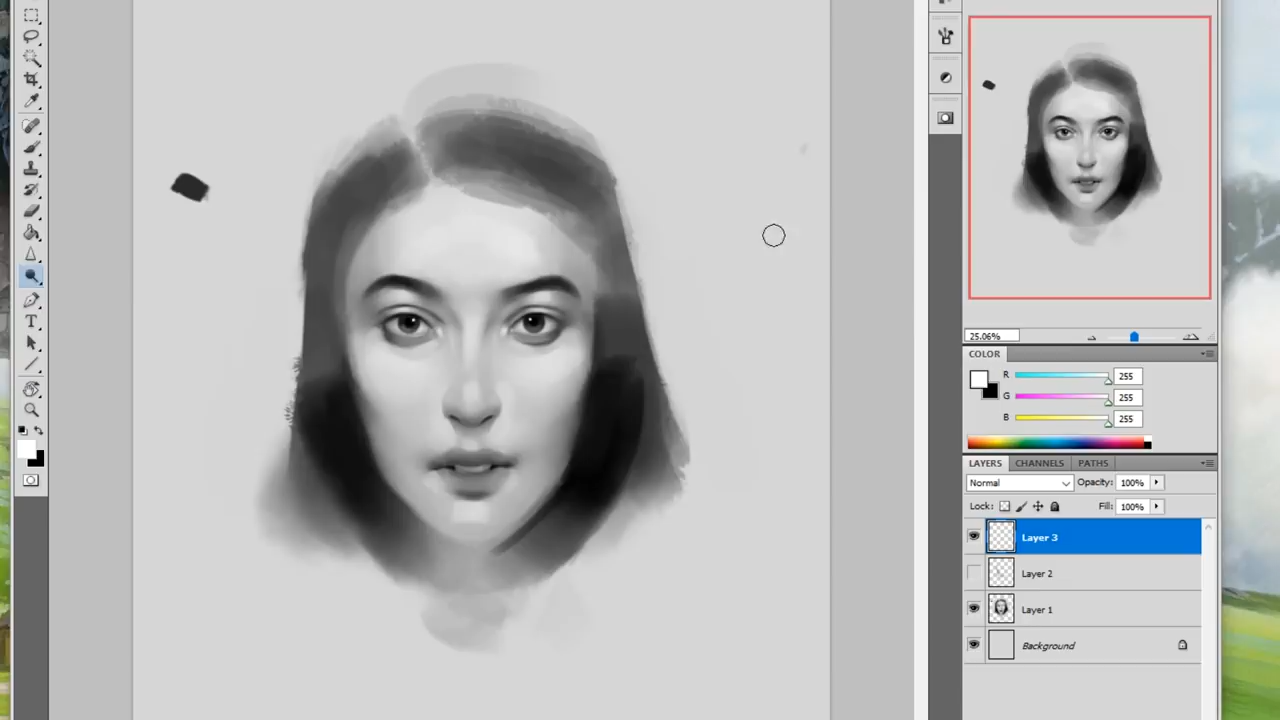 25.06%
COLOR
R 255
G 255
B 255
LAYERS CHANNELS PATHS
Normal Opacity: 100%
Lock: Fill: 100%
Layer 3
Layer 2
Layer 1
Background
T